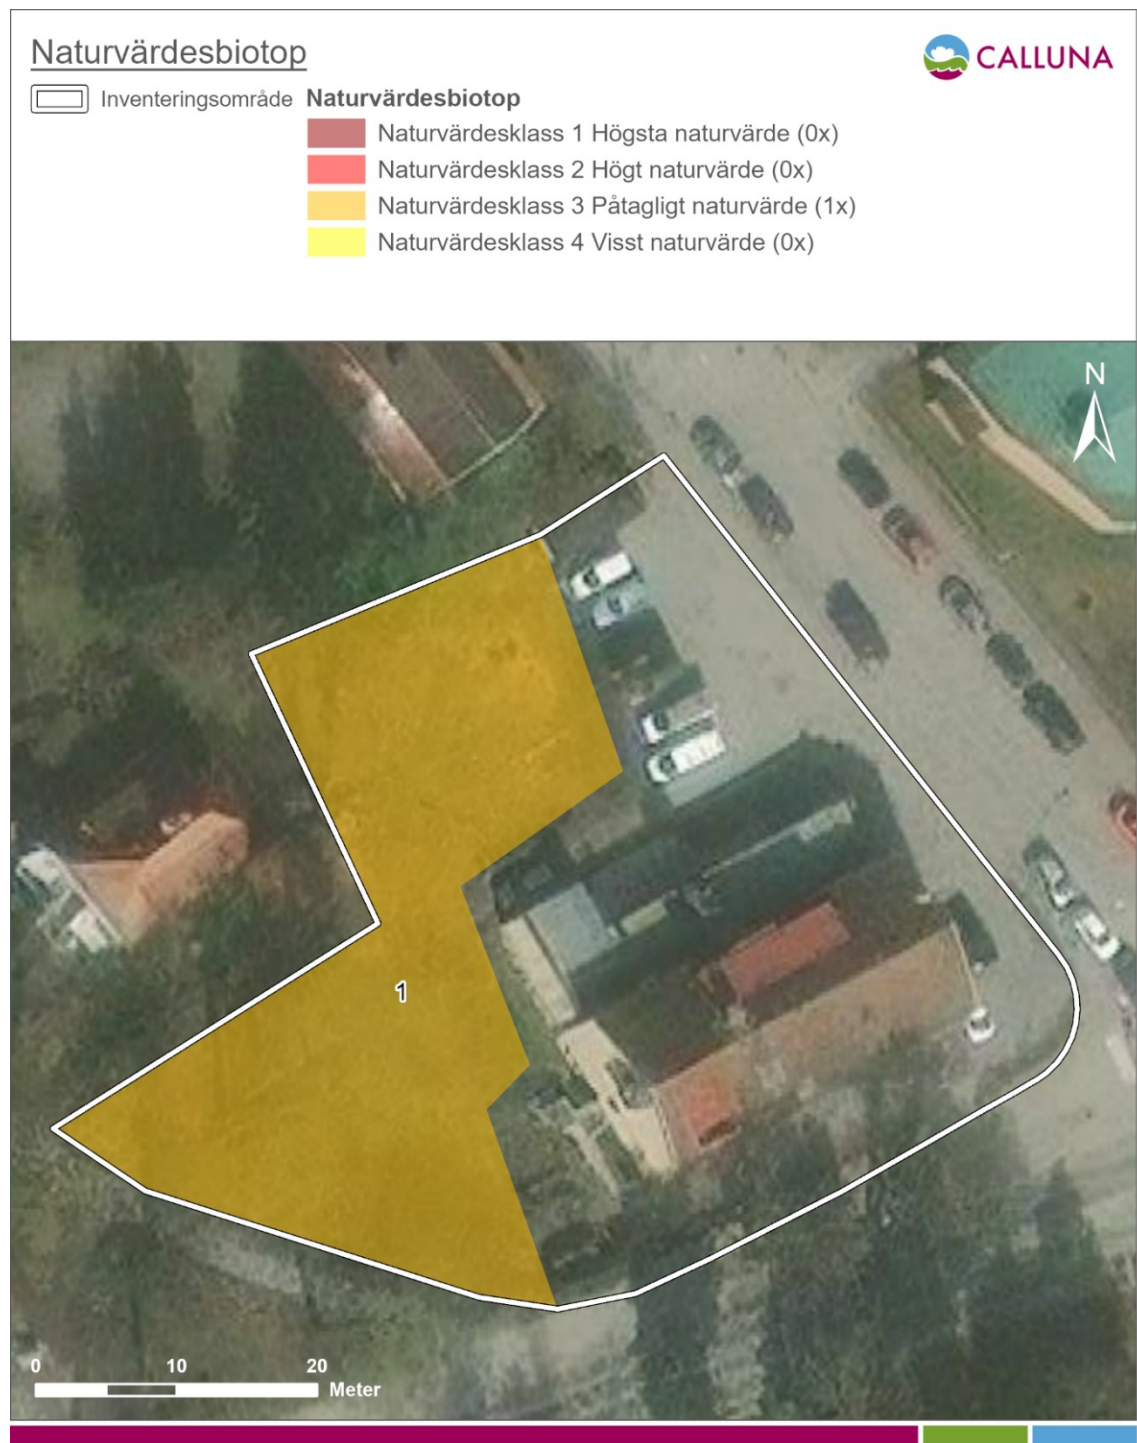 Naturvärdesbiotop
CALLUNA
Inventeringsområde
Naturvärdesbiotop
Naturvärdesklass 1 Högsta naturvärde (0x)
Naturvärdesklass 2 Högt naturvärde (0x)
Naturvärdesklass 3 Påtagligt naturvärde (1x)
Naturvärdesklass 4 Visst naturvärde (0x)
N
1
0 10 20
Meter